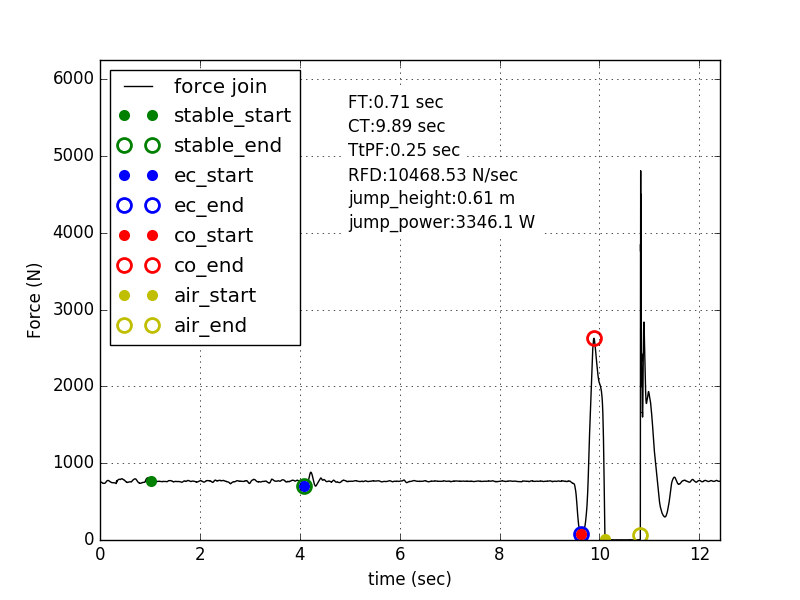 6000
5000
4000
3000
2000
1000
0
Force (N)
force join
stable_start
stable_end
ec_start
ec_end
co_start
co_end
air_start
air_end
FT:0.71 sec
CT:9.89 sec
TtPF:0.25 sec
RFD:10468.53 N/sec
jump_height:0.61 m
jump_power:3346.1 W
0 2 4 6 8 10 12
time (sec)